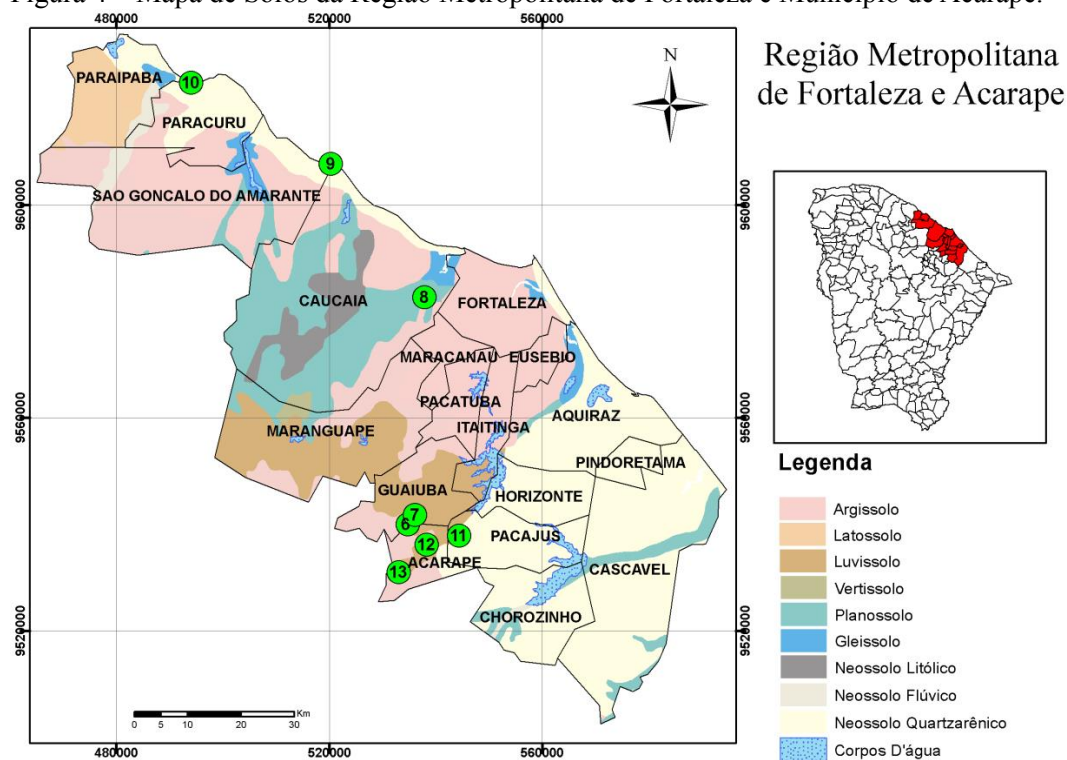 Figura 4 – Mapa de Solos da Região Metropolitana de Fortaleza e Município de Acarape.
480000 520000 560000
Região Metropolitana
de Fortaleza e Acarape
N
PARAIPABA
10
PARACURU
9
SAO GONCALO DO AMARANTE
9600000 9600000
CAUCAIA
8
FORTALEZA
MARACANAU EUSEBIO
PACATUBA
AQUIRAZ
9560000 9560000
MARANGUAPE
ITAITINGA
PINDORETAMA
GUAIUBA
HORIZONTE
7
6
11
PACAJUS
12
ACARAPE
13
CASCAVEL
CHOROZINHO
9520000 9520000
Km
0 5 10 20 30
480000 520000 560000
Legenda
Argissolo
Latossolo
Luvissolo
Vertissolo
Planossolo
Gleissolo
Neossolo Litólico
Neossolo Flúvico
Neossolo Quartzarênico
Corpos D'água